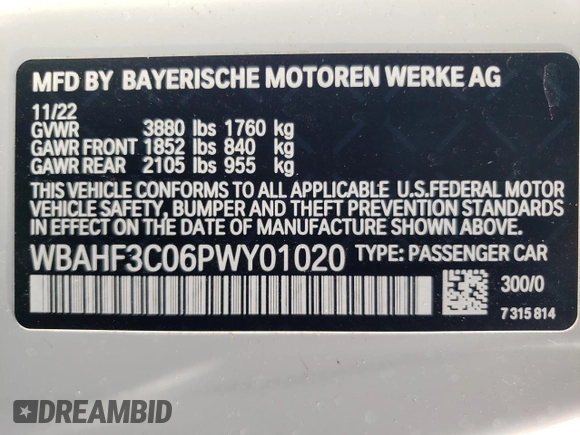 MFD BY BAYERISCHE MOTOREN WERKE AG
11/22
GVWR 3880 lbs 1760 kg
GAWR FRONT 1852 lbs 840 kg
GAWR REAR 2105 lbs 955 kg
THIS VEHICLE CONFORMS TO ALL APPLICABLE U.S.FEDERAL MOTOR
VEHICLE SAFETY, BUMPER AND THEFT PREVENTION STANDARDS
IN EFFECT ON THE DATE OF MANUFACTURE SHOWN ABOVE.
WBAHF3C06PWY01020 TYPE: PASSENGER CAR
300/0
7 315 814
DREAMBID